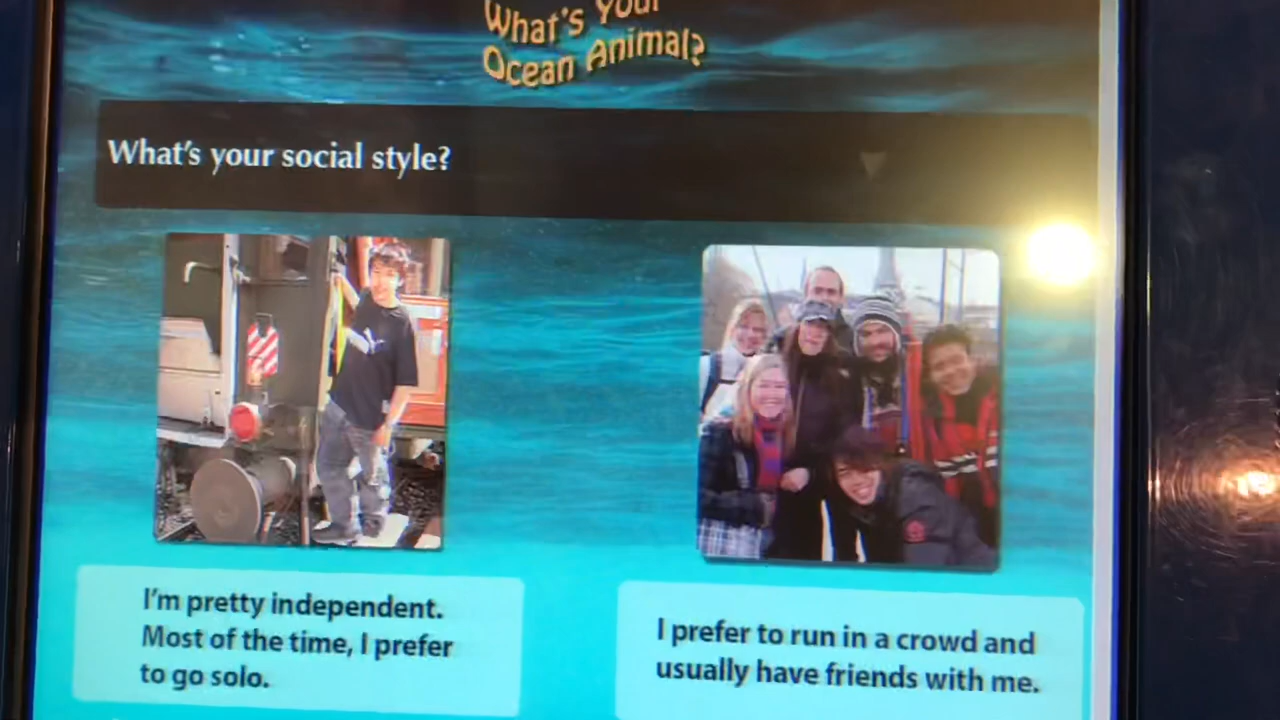 What's Your
Ocean Animal?
What's your social style?
I'm pretty independent.
Most of the time, I prefer
to go solo.
I prefer to run in a crowd and
usually have friends with me.